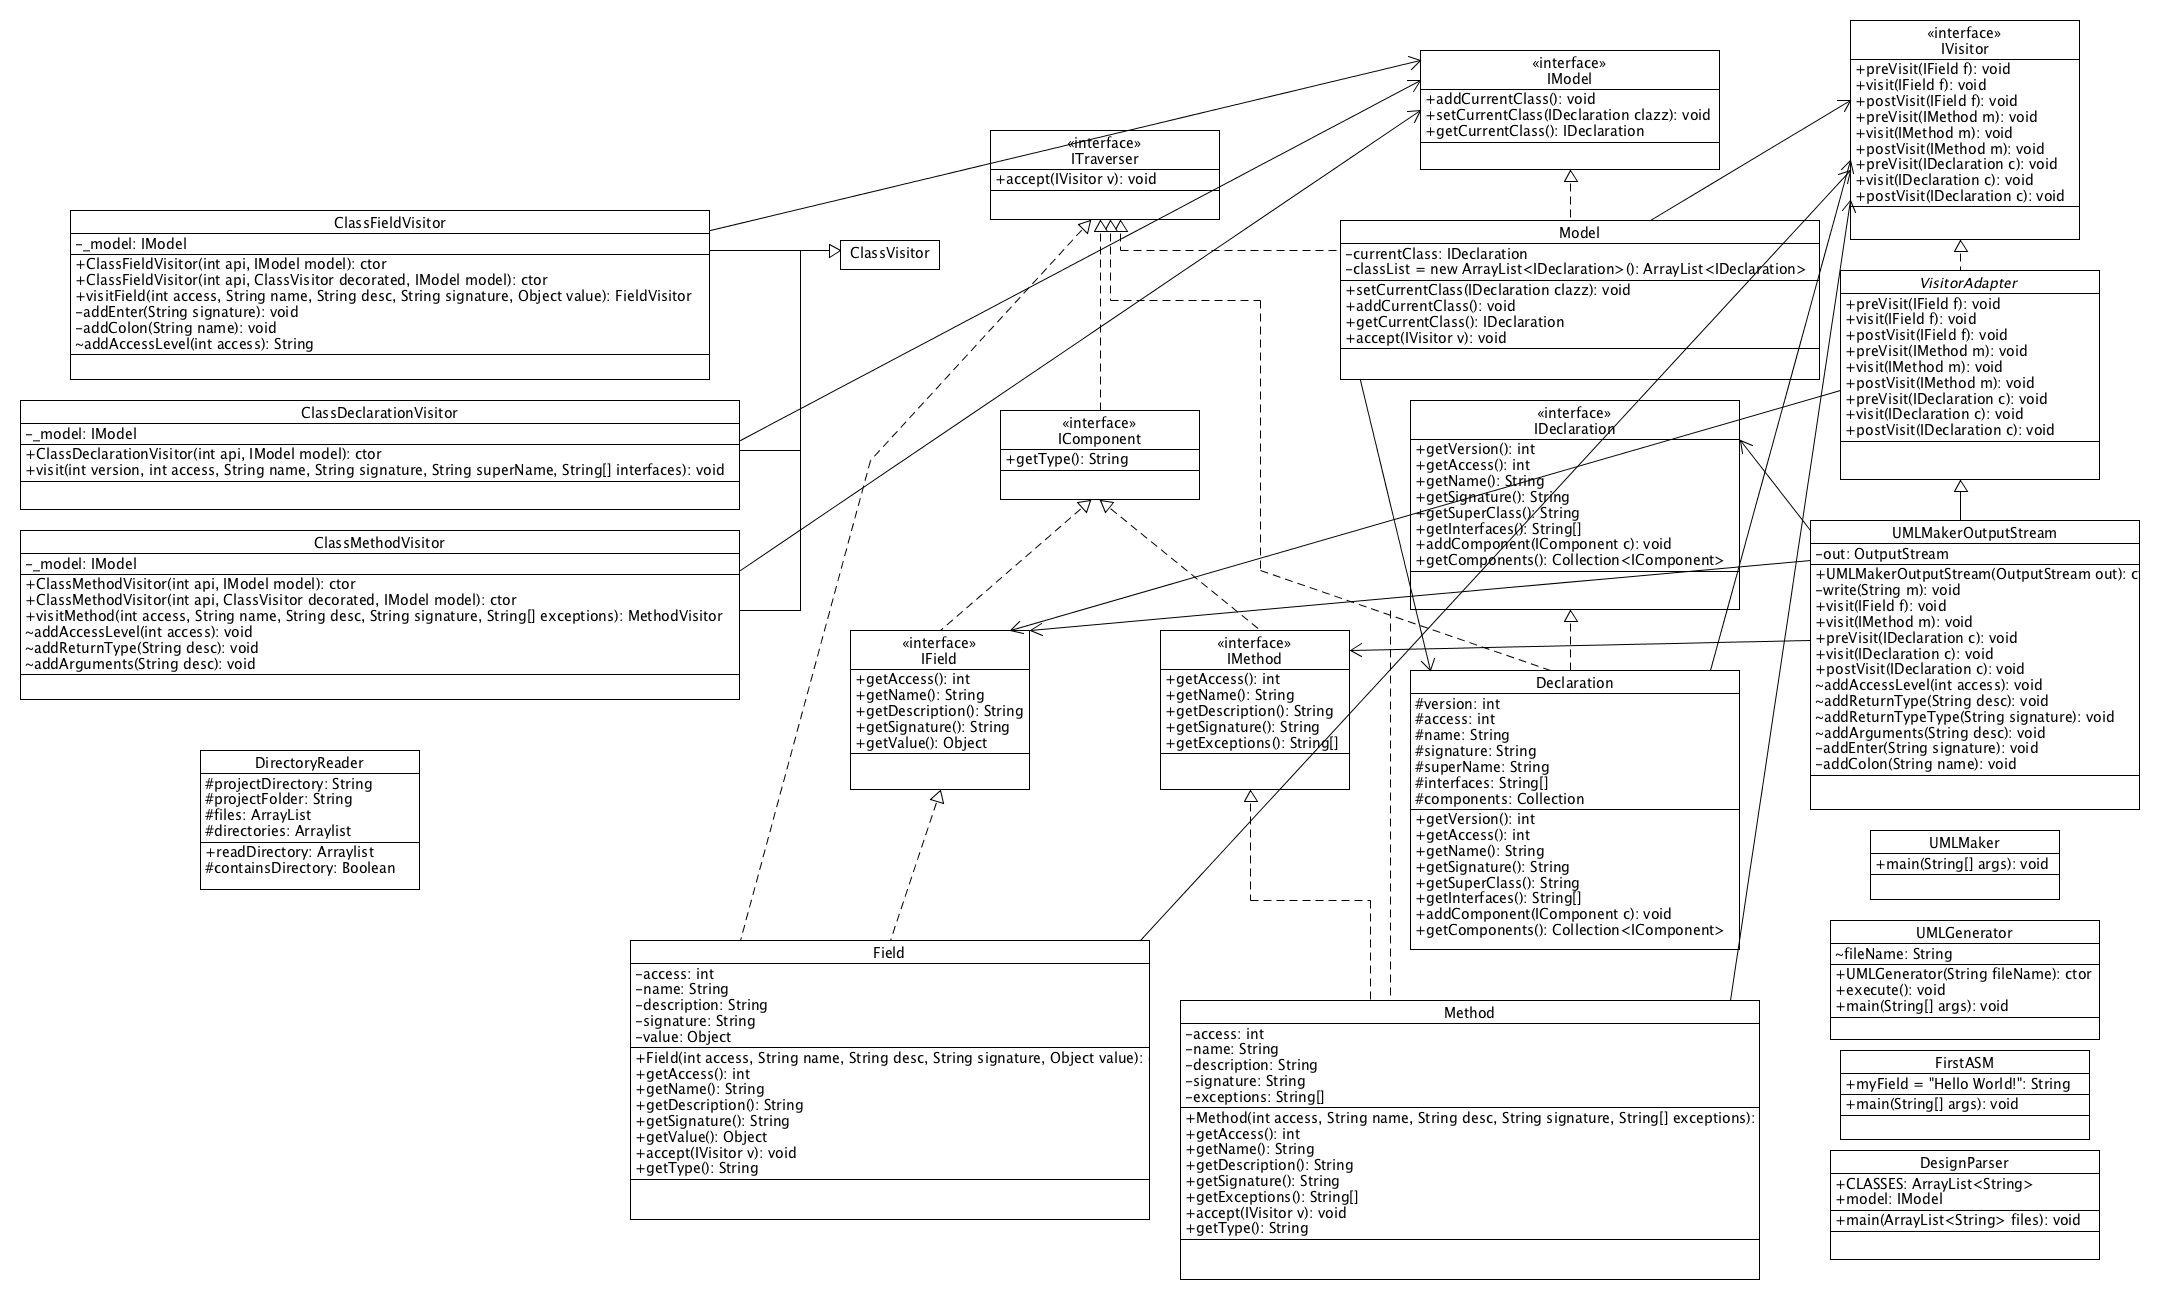 «interface»
IVisitor
+preVisit(IField f): void
+visit(IField f): void
+postVisit(IField f): void
+preVisit(IMethod m): void
+visit(IMethod m): void
+postVisit(IMethod m): void
+preVisit(IDeclaration c): void
+visit(IDeclaration c): void
+postVisit(IDeclaration c): void
«interface»
IModel
+addCurrentClass(): void
+setCurrentClass(IDeclaration clazz): void
+getCurrentClass(): IDeclaration
«interface»
ITraverser
+accept(IVisitor v): void
ClassFieldVisitor
-_model: IModel
+ClassFieldVisitor(int api, IModel model): ctor
+ClassFieldVisitor(int api, ClassVisitor decorated, IModel model): ctor
+visitField(int access, String name, String desc, String signature, Object value): FieldVisitor
-addEnter(String signature): void
-addColon(String name): void
~addAccessLevel(int access): String
ClassVisitor
Model
-currentClass: IDeclaration
-classList = new ArrayList<IDeclaration>(): ArrayList<IDeclaration>
+setCurrentClass(IDeclaration clazz): void
+addCurrentClass(): void
+getCurrentClass(): IDeclaration
+accept(IVisitor v): void
VisitorAdapter
+preVisit(IField f): void
+visit(IField f): void
+postVisit(IField f): void
+preVisit(IMethod m): void
+visit(IMethod m): void
+postVisit(IMethod m): void
+preVisit(IDeclaration c): void
+visit(IDeclaration c): void
+postVisit(IDeclaration c): void
ClassDeclarationVisitor
-_model: IModel
+ClassDeclarationVisitor(int api, IModel model): ctor
+visit(int version, int access, String name, String signature, String superName, String[] interfaces): void
«interface»
IComponent
+getType(): String
«interface»
IDeclaration
+getVersion(): int
+getAccess(): int
+getName(): String
+getSignature(): String
+getSuperClass(): String
+getInterfaces(): String[]
+addComponent(IComponent c): void
+getComponents(): Collection<IComponent>
ClassMethodVisitor
-_model: IModel
+ClassMethodVisitor(int api, IModel model): ctor
+ClassMethodVisitor(int api, ClassVisitor decorated, IModel model): ctor
+visitMethod(int access, String name, String desc, String signature, String[] exceptions): MethodVisitor
~addAccessLevel(int access): void
~addReturnType(String desc): void
~addArguments(String desc): void
UMLMakerOutputStream
-out: OutputStream
+UMLMakerOutputStream(OutputStream out):
-write(String m): void
+visit(IField f): void
+visit(IMethod m): void
+preVisit(IDeclaration c): void
+visit(IDeclaration c): void
+postVisit(IDeclaration c): void
~addAccessLevel(int access): void
~addReturnType(String desc): void
~addReturnTypeType(String signature): void
~addArguments(String desc): void
-addEnter(String signature): void
-addColon(String name): void
«interface»
IField
+getAccess(): int
+getName(): String
+getDescription(): String
+getSignature(): String
+getValue(): Object
«interface»
IMethod
+getAccess(): int
+getName(): String
+getDescription(): String
+getSignature(): String
+getExceptions(): String[]
Declaration
#version: int
#access: int
#name: String
#signature: String
#superName: String
#interfaces: String[]
#components: Collection
+getVersion(): int
+getAccess(): int
+getName(): String
+getSignature(): String
+getSuperClass(): String
+getInterfaces(): String[]
+addComponent(IComponent c): void
+getComponents(): Collection<IComponent>
DirectoryReader
#projectDirectory: String
#projectFolder: String
#files: ArrayList
#directories: Arraylist
+readDirectory: Arraylist
#containsDirectory: Boolean
UMLMaker
+main(String[] args): void
UMLGenerator
~fileName: String
+UMLGenerator(String fileName): ctor
+execute(): void
+main(String[] args): void
Field
-access: int
-name: String
-description: String
-signature: String
-value: Object
+Field(int access, String name, String desc, String signature, Object value):
+getAccess(): int
+getName(): String
+getDescription(): String
+getSignature(): String
+getValue(): Object
+accept(IVisitor v): void
+getType(): String
Method
-access: int
-name: String
-description: String
-signature: String
-exceptions: String[]
+Method(int access, String name, String desc, String signature, String[] exceptions):
+getAccess(): int
+getName(): String
+getDescription(): String
+getSignature(): String
+getExceptions(): String[]
+accept(IVisitor v): void
+getType(): String
FirstASM
+myField = "Hello World!": String
+main(String[] args): void
DesignParser
+CLASSES: ArrayList<String>
+model: IModel
+main(ArrayList<String> files): void